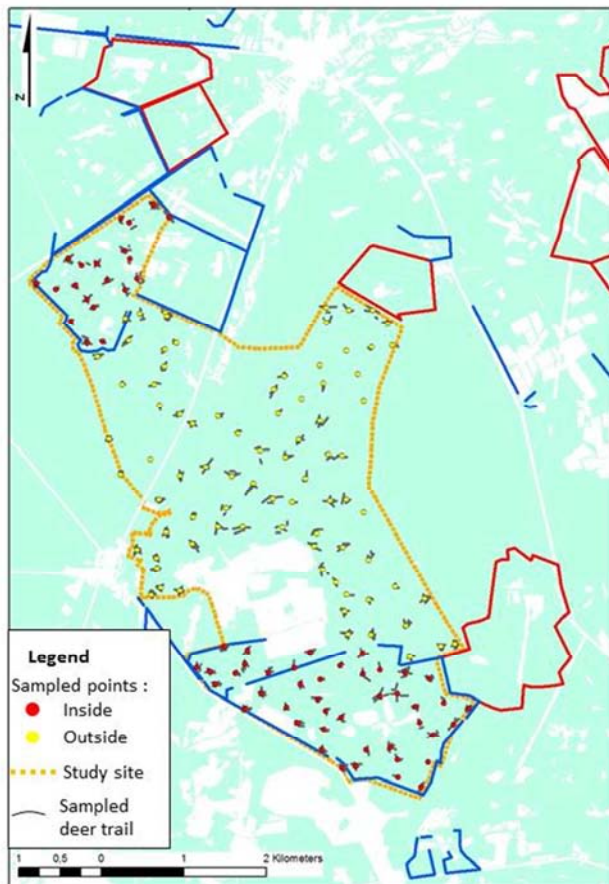 N
Legend
Sampled points :
Inside
Outside
Study site
Sampled
deer trail
1 0,5 0 1 2 Kilometers